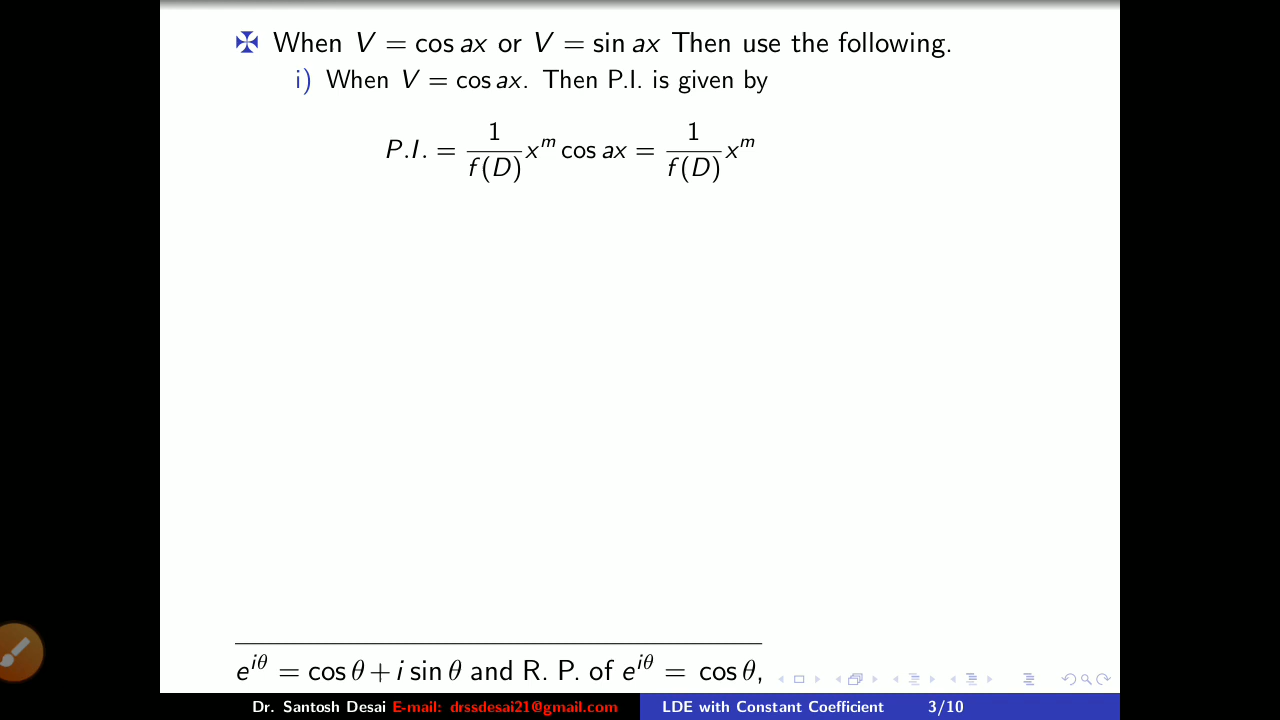 ✠ When V = cos ax or V = sin ax Then use the following.
i) When V = cos ax. Then P.I. is given by
P.I. = \frac{1}{f(D)} x^m cos ax = \frac{1}{f(D)} x^m
e^{iθ} = cos θ + i sin θ and R. P. of e^{iθ} = cos θ,
Dr. Santosh Desai E-mail: drssdesai21@gmail.com LDE with Constant Coefficient 3/10